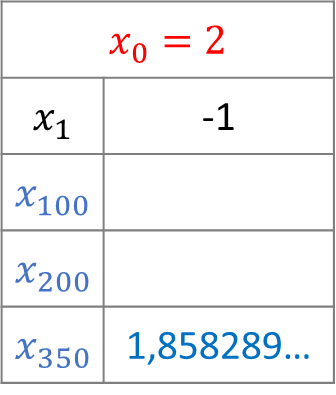 x₀ = 2
x₁ -1
x₁₀₀
x₂₀₀
x₃₅₀ 1,858289...